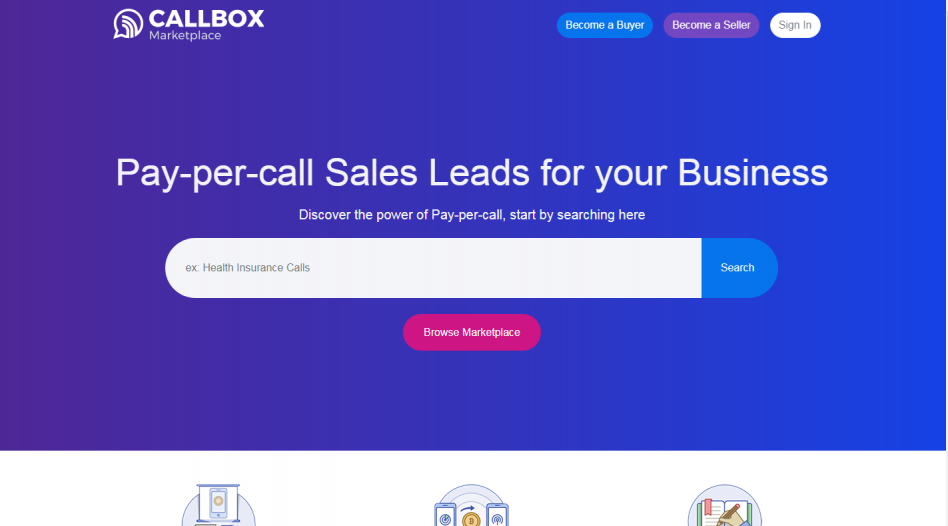 CALLBOX
Marketplace
Become a Buyer
Become a Seller
Sign In
Pay-per-call Sales Leads for your Business
Discover the power of Pay-per-call, start by searching here
ex: Health Insurance Calls
Search
Browse Marketplace